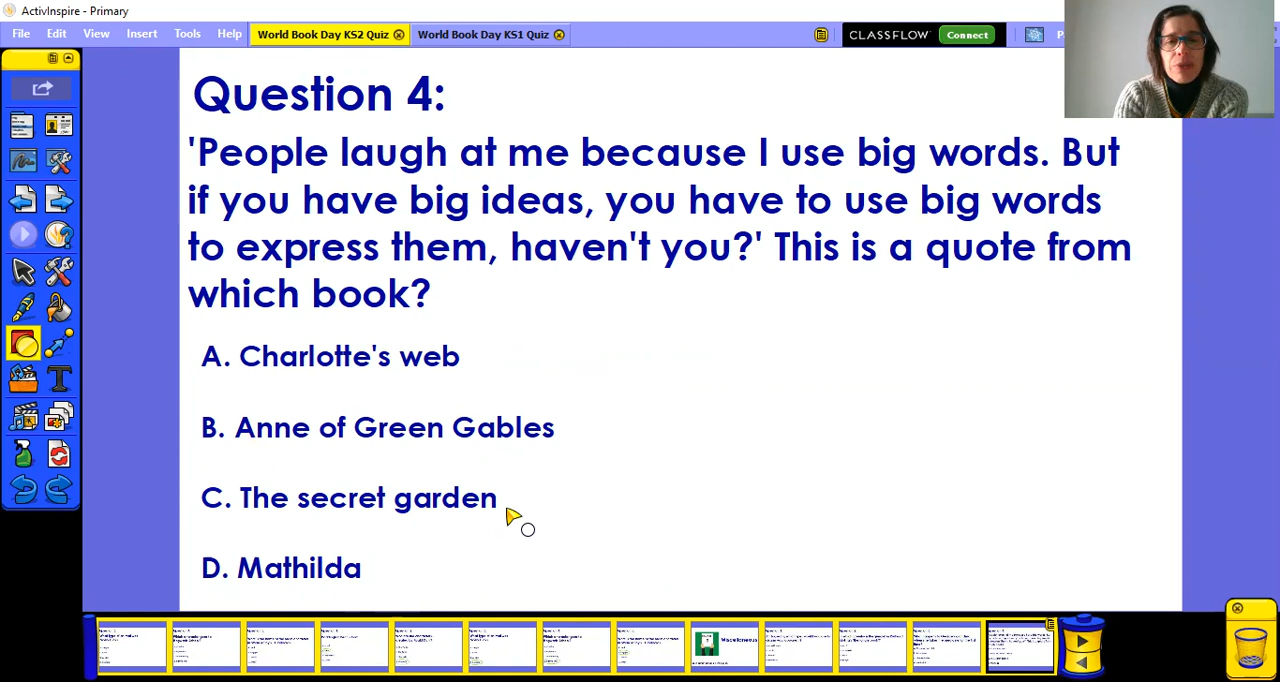 ActivInspire - Primary
File Edit View Insert Tools Help World Book Day KS2 Quiz World Book Day KS1 Quiz CLASSFLOW Connect
Question 4:
'People laugh at me because I use big words. But
if you have big ideas, you have to use big words
to express them, haven't you?' This is a quote from
which book?
A. Charlotte's web
B. Anne of Green Gables
C. The secret garden
D. Mathilda
Miscellaneous